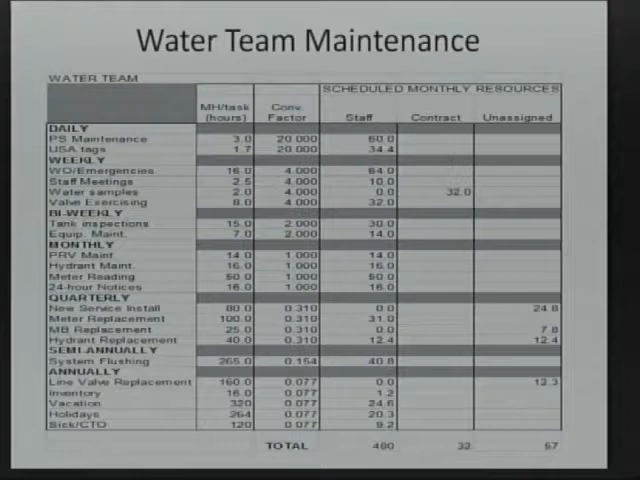 Water Team Maintenance
WATER TEAM
SCHEDULED MONTHLY RESOURCES
MH/task (hours) Conv. Factor Staff Contract Unassigned
DAILY
PS Maintenance 3.0 20.000 60.0
USA tags 1.7 20.000 34.4
WEEKLY
WO/Emergencies 16.0 4.000 64.0
Staff Meetings 2.5 4.000 10.0
Water samples 2.0 4.000 0.0 32.0
Valve Exercising 8.0 4.000 32.0
BI-WEEKLY
Tank inspections 15.0 2.000 30.0
Equip. Maint. 7.0 2.000 14.0
MONTHLY
PRV Maint. 14.0 1.000 14.0
Hydrant Maint. 16.0 1.000 16.0
Meter Reading 50.0 1.000 50.0
24-hour Notices 16.0 1.000 16.0
QUARTERLY
New Service Install 80.0 0.310 0.0 24.8
Meter Replacement 100.0 0.310 31.0
MB Replacement 25.0 0.310 0.0 7.8
Hydrant Replacement 40.0 0.310 12.4 12.4
SEMI-ANNUALLY
System Flushing 265.0 0.154 40.8
ANNUALLY
Line Valve Replacement 160.0 0.077 0.0 12.3
Inventory 16.0 0.077 1.2
Vacation 320 0.077 24.6
Holidays 264 0.077 20.3
Sick/CTO 120 0.077 9.2
TOTAL 480 32 57